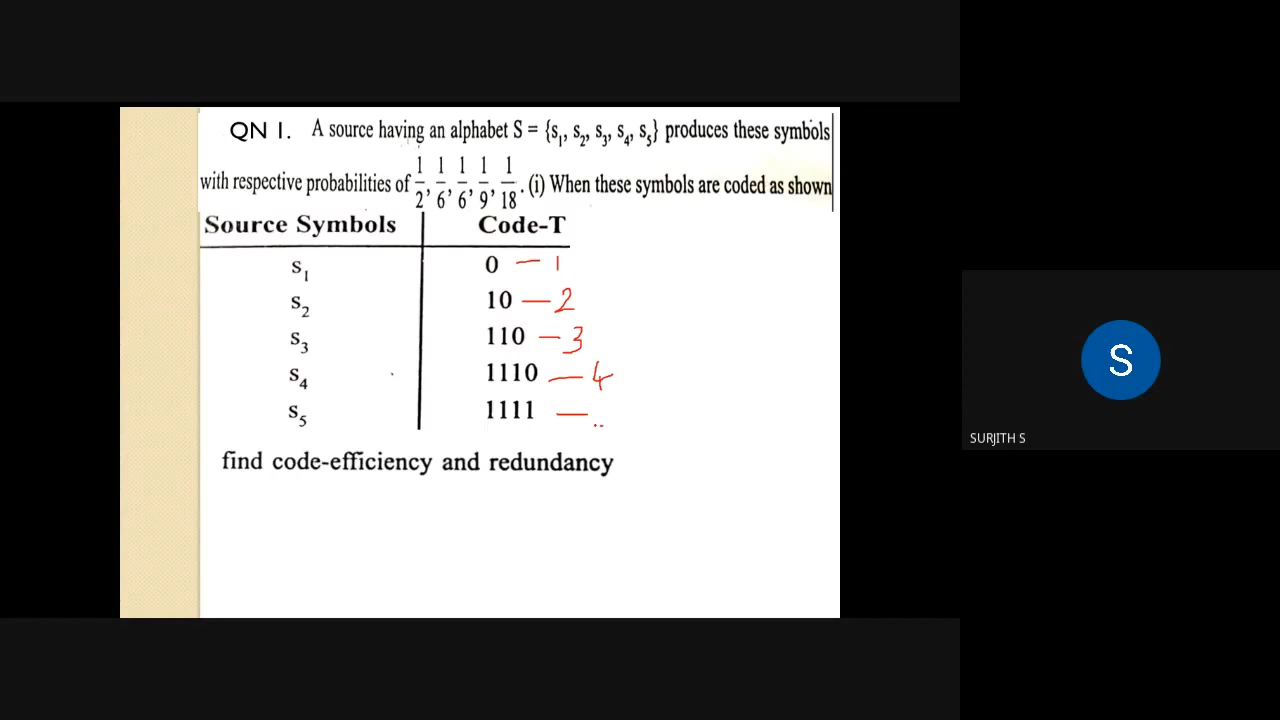 QN 1. A source having an alphabet S = {s₁, s₂, s₃, s₄, s₅} produces these symbols
with respective probabilities of 1/2, 1/6, 1/6, 1/9, 1/18. (i) When these symbols are coded as shown
Source Symbols Code-T
s₁ 0 — 1
s₂ 10 — 2
s₃ 110 — 3
s₄ 1110 — 4
s₅ 1111 —
find code-efficiency and redundancy
S
SURJITH S